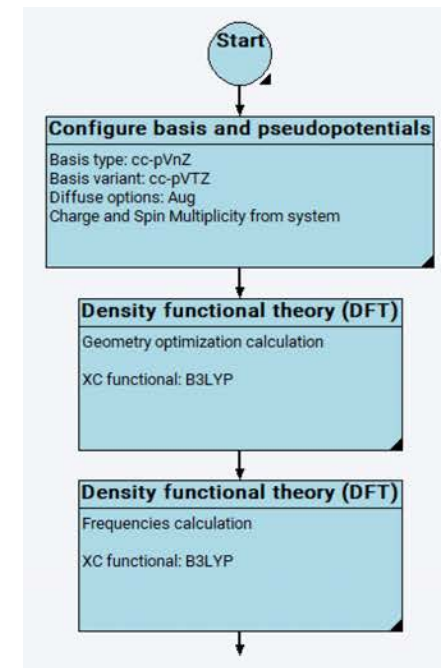 Start
Configure basis and pseudopotentials
Basis type: cc-pVnZ
Basis variant: cc-pVTZ
Diffuse options: Aug
Charge and Spin Multiplicity from system
Density functional theory (DFT)
Geometry optimization calculation
XC functional: B3LYP
Density functional theory (DFT)
Frequencies calculation
XC functional: B3LYP